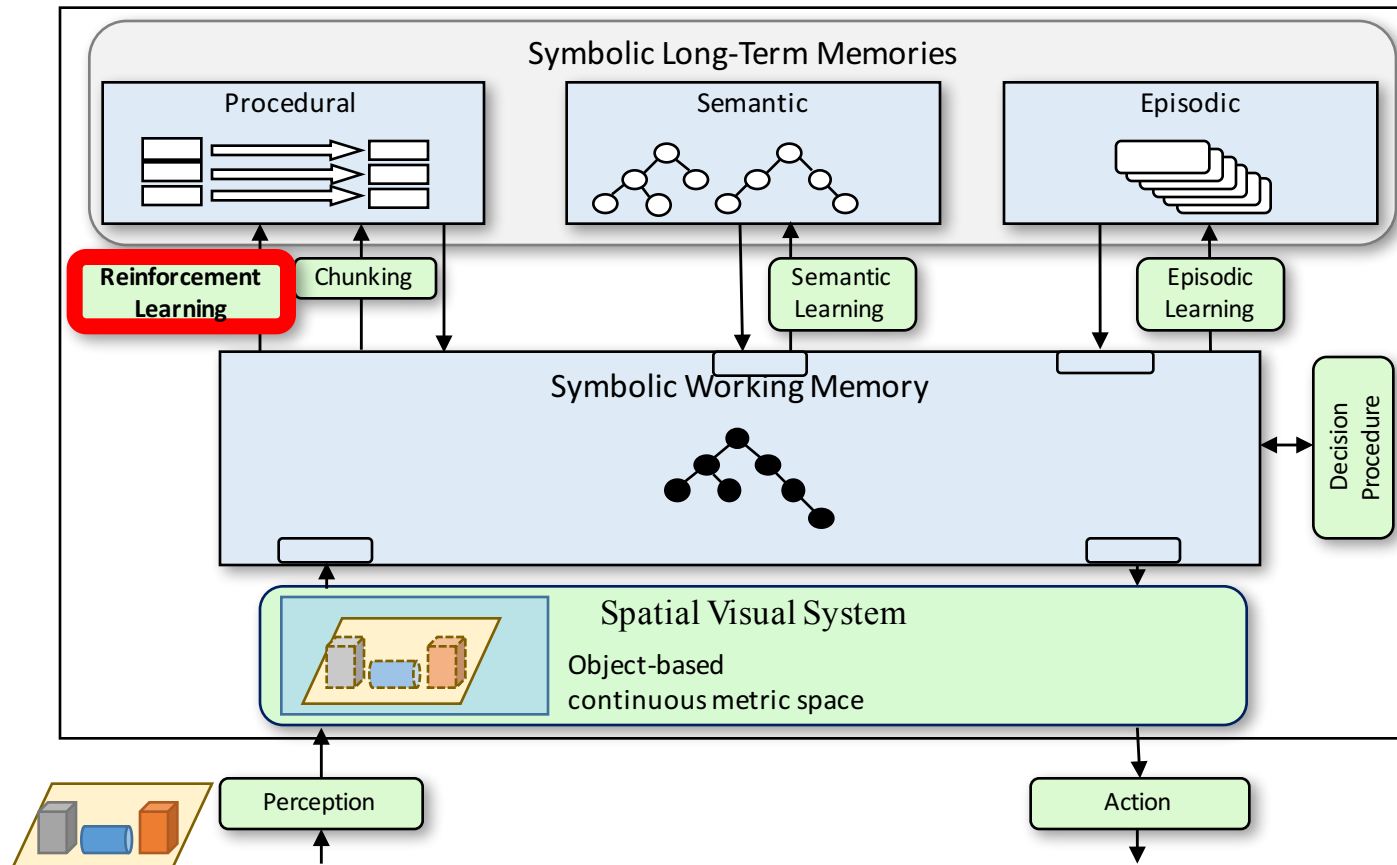 Symbolic Long-Term Memories
Procedural
Semantic
Episodic
Reinforcement
Learning
Chunking
Semantic
Learning
Episodic
Learning
Symbolic Working Memory
Decision
Procedure
Spatial Visual System
Object-based
continuous metric space
Perception
Action